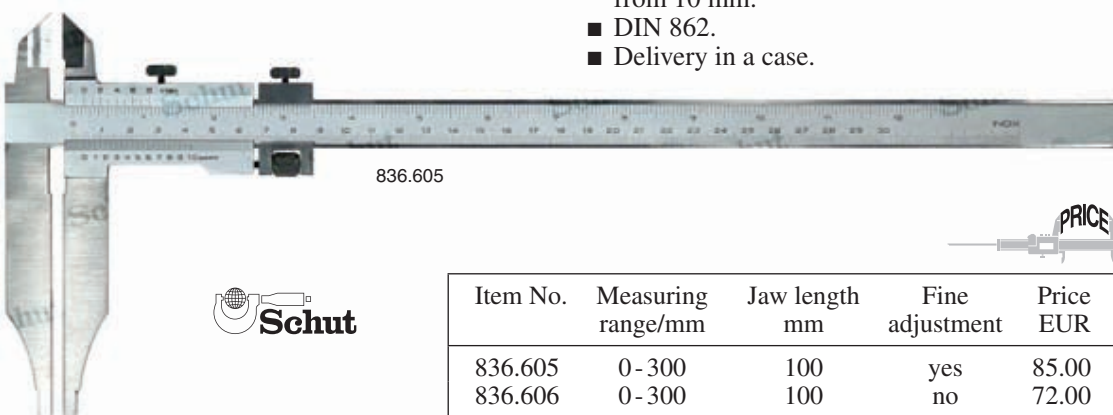 from 10 mm.
■ DIN 862.
■ Delivery in a case.
836.605
PRICE
Schut
Item No. Measuring range/mm Jaw length mm Fine adjustment Price EUR
836.605 0-300 100 yes 85.00
836.606 0-300 100 no 72.00